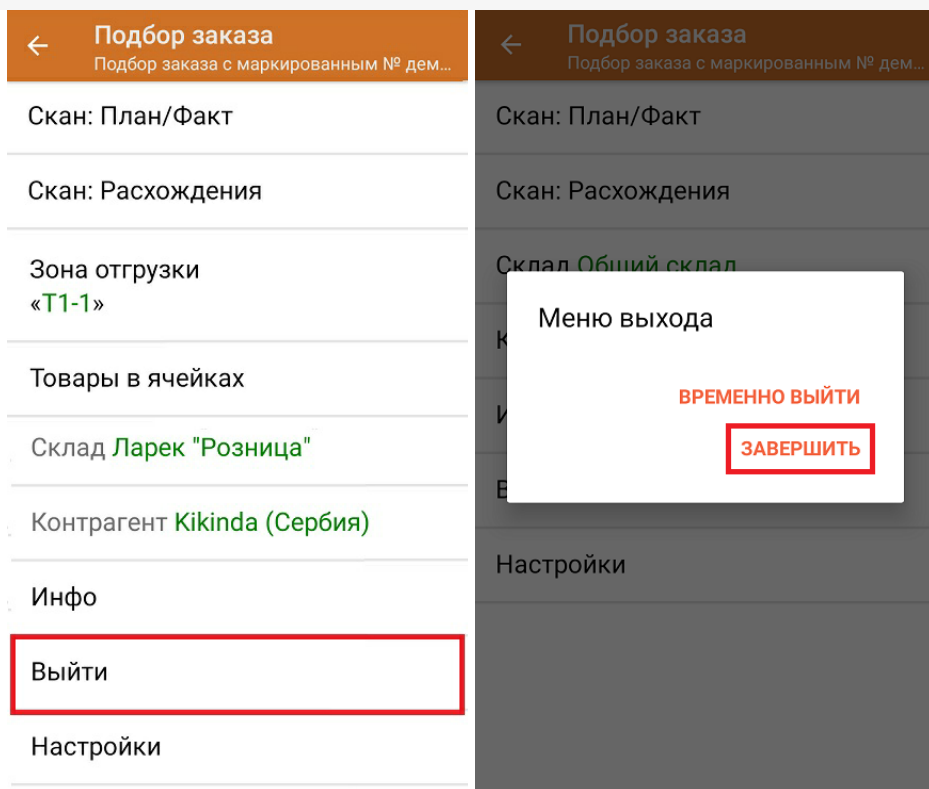 Подбор заказа
Подбор заказа с маркированным № дем...
Скан: План/Факт
Скан: Расхождения
Зона отгрузки
«Т1-1»
Товары в ячейках
Склад Ларек "Розница"
Контрагент Kikinda (Сербия)
Инфо
Выйти
Настройки
Подбор заказа
Подбор заказа с маркированным № дем...
Скан: План/Факт
Скан: Расхождения
Склад Общий склад
Меню выхода
К
ВРЕМЕННО ВЫЙТИ
И
ЗАВЕРШИТЬ
В
Настройки